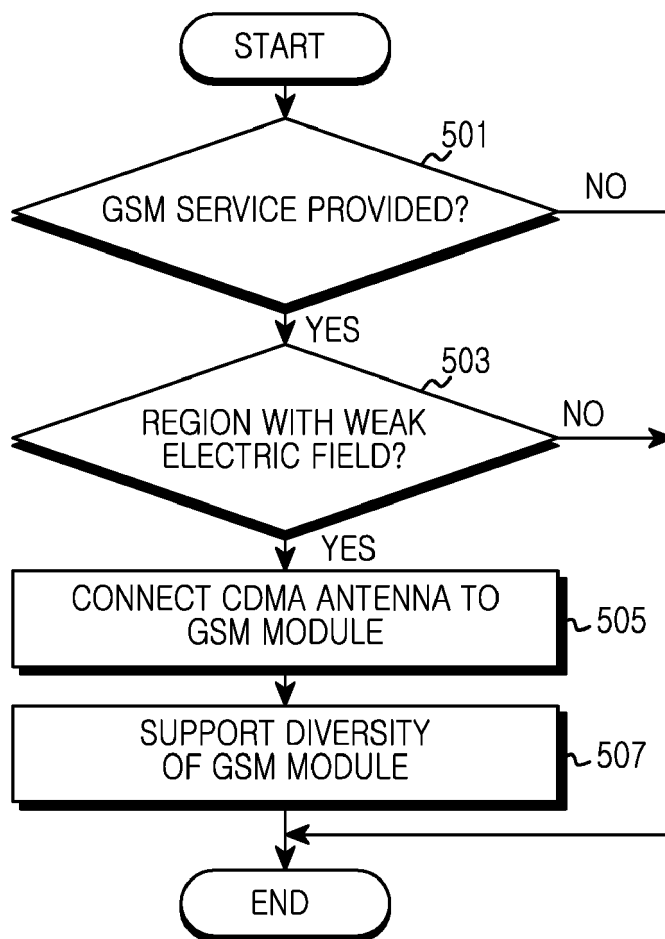 START
501
GSM SERVICE PROVIDED?
NO
YES
503
REGION WITH WEAK
ELECTRIC FIELD?
NO
YES
CONNECT CDMA ANTENNA TO
GSM MODULE
505
SUPPORT DIVERSITY
OF GSM MODULE
507
END